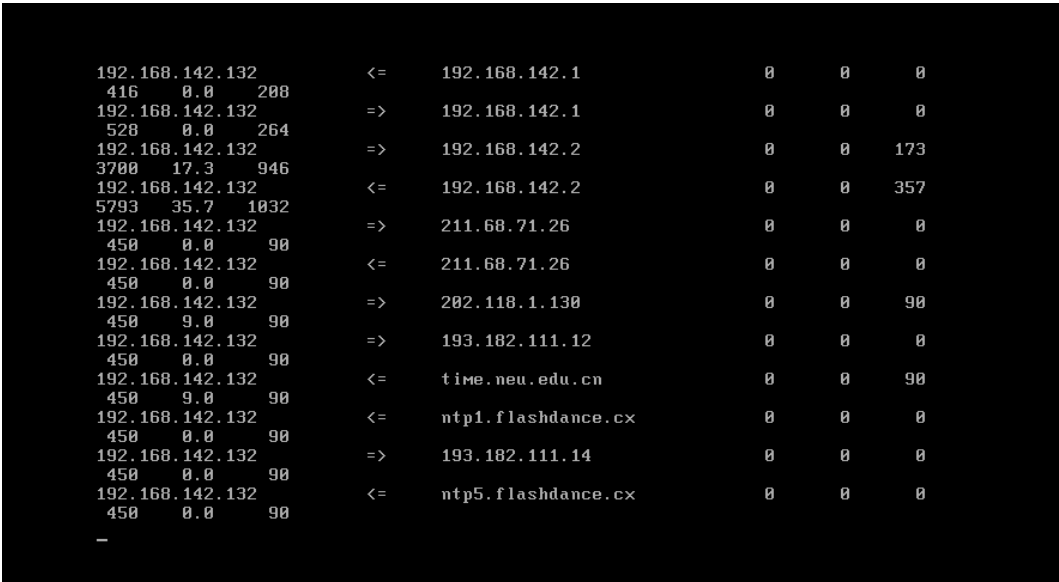 192.168.142.132 <= 192.168.142.1 0 0 0
416 0.0 208
192.168.142.132 => 192.168.142.1 0 0 0
528 0.0 264
192.168.142.132 => 192.168.142.2 0 0 173
3700 17.3 946
192.168.142.132 <= 192.168.142.2 0 0 357
5793 35.7 1032
192.168.142.132 => 211.68.71.26 0 0 0
450 0.0 90
192.168.142.132 <= 211.68.71.26 0 0 0
450 0.0 90
192.168.142.132 => 202.118.1.130 0 0 90
450 9.0 90
192.168.142.132 => 193.182.111.12 0 0 0
450 0.0 90
192.168.142.132 <= time.neu.edu.cn 0 0 90
450 9.0 90
192.168.142.132 <= ntp1.flashdance.cx 0 0 0
450 0.0 90
192.168.142.132 => 193.182.111.14 0 0 0
450 0.0 90
192.168.142.132 <= ntp5.flashdance.cx 0 0 0
450 0.0 90
_